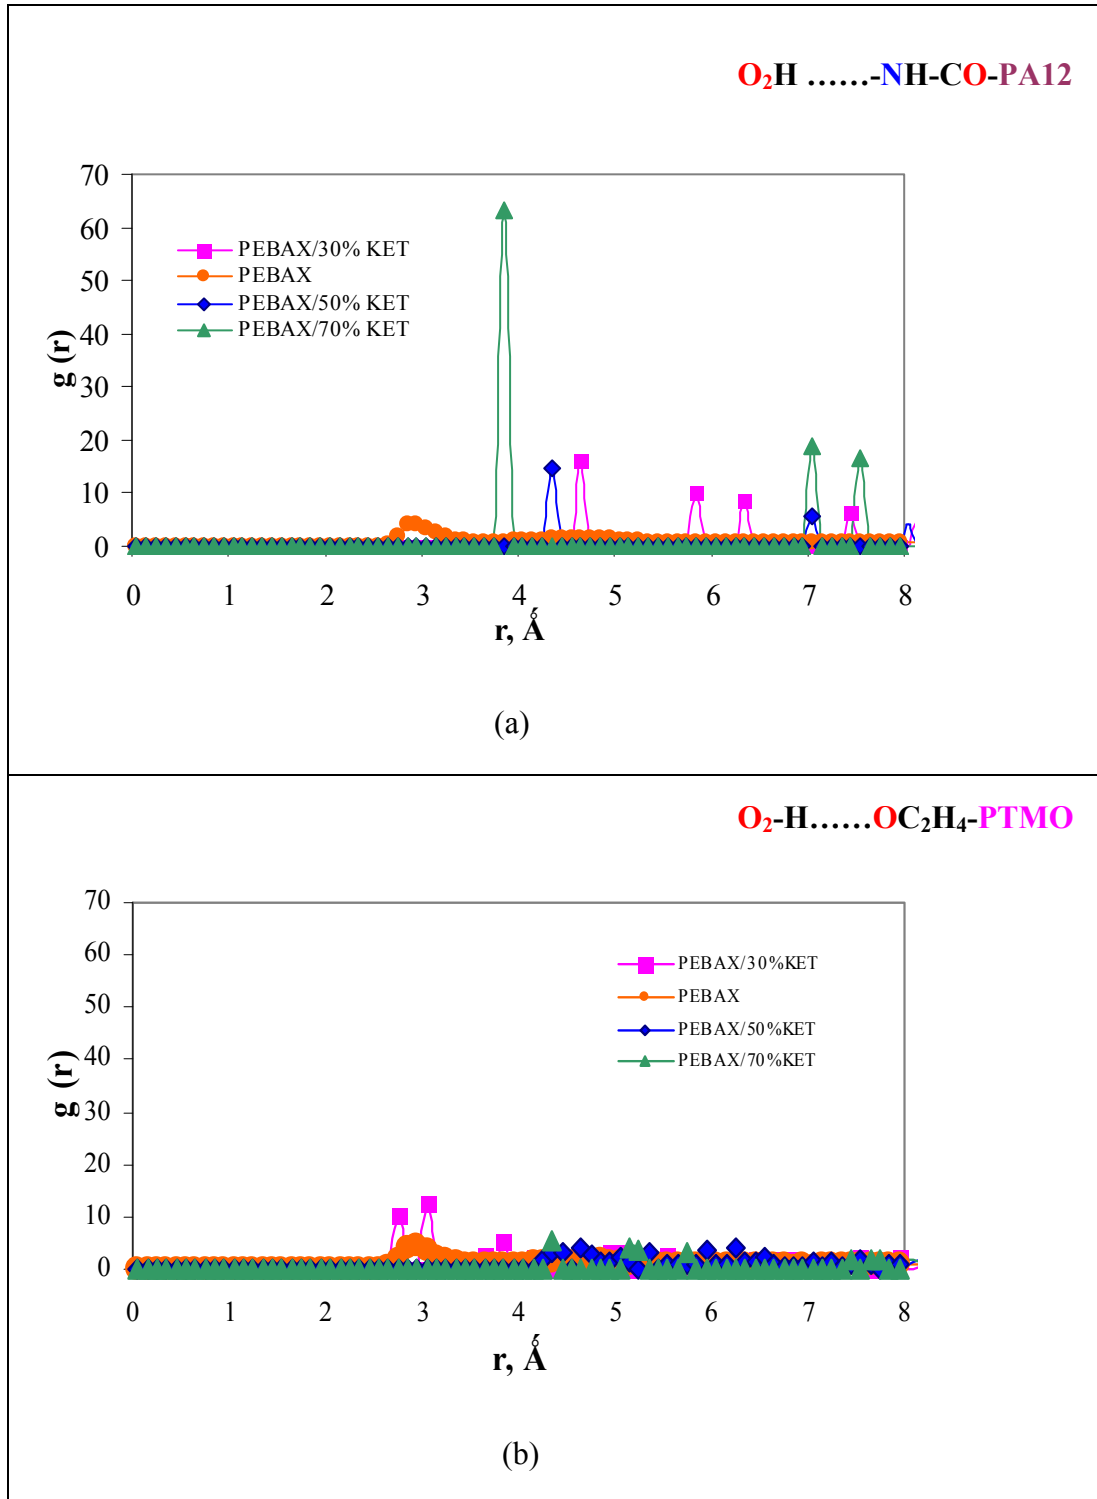 O₂H ……-NH-CO-PA12
70
60
50
40
30
20
10
0
g (r)
PEBAX/30% KET
PEBAX
PEBAX/50% KET
PEBAX/70% KET
0 1 2 3 4 5 6 7 8
r, Å
(a)
O₂-H……OC₂H₄-PTMO
70
60
50
40
30
20
10
0
g (r)
PEBAX/30%KET
PEBAX
PEBAX/50%KET
PEBAX/70%KET
0 1 2 3 4 5 6 7 8
r, Å
(b)